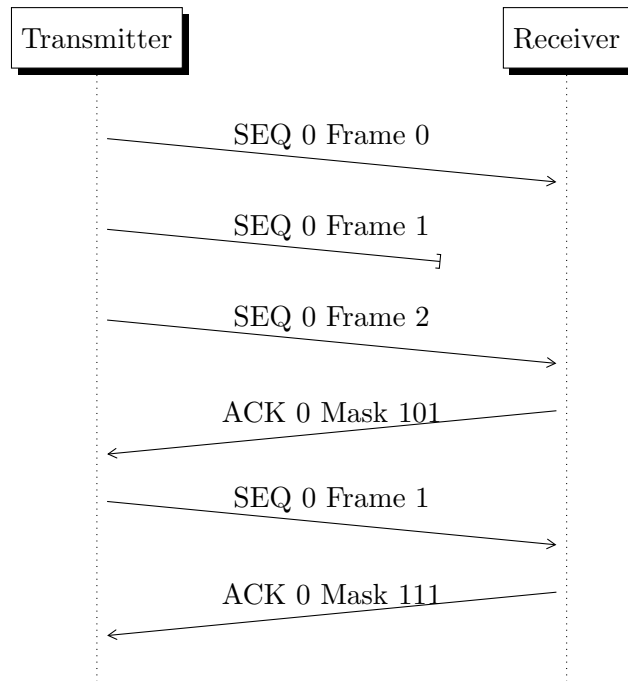 Transmitter
Receiver
SEQ 0 Frame 0
SEQ 0 Frame 1
SEQ 0 Frame 2
ACK 0 Mask 101
SEQ 0 Frame 1
ACK 0 Mask 111